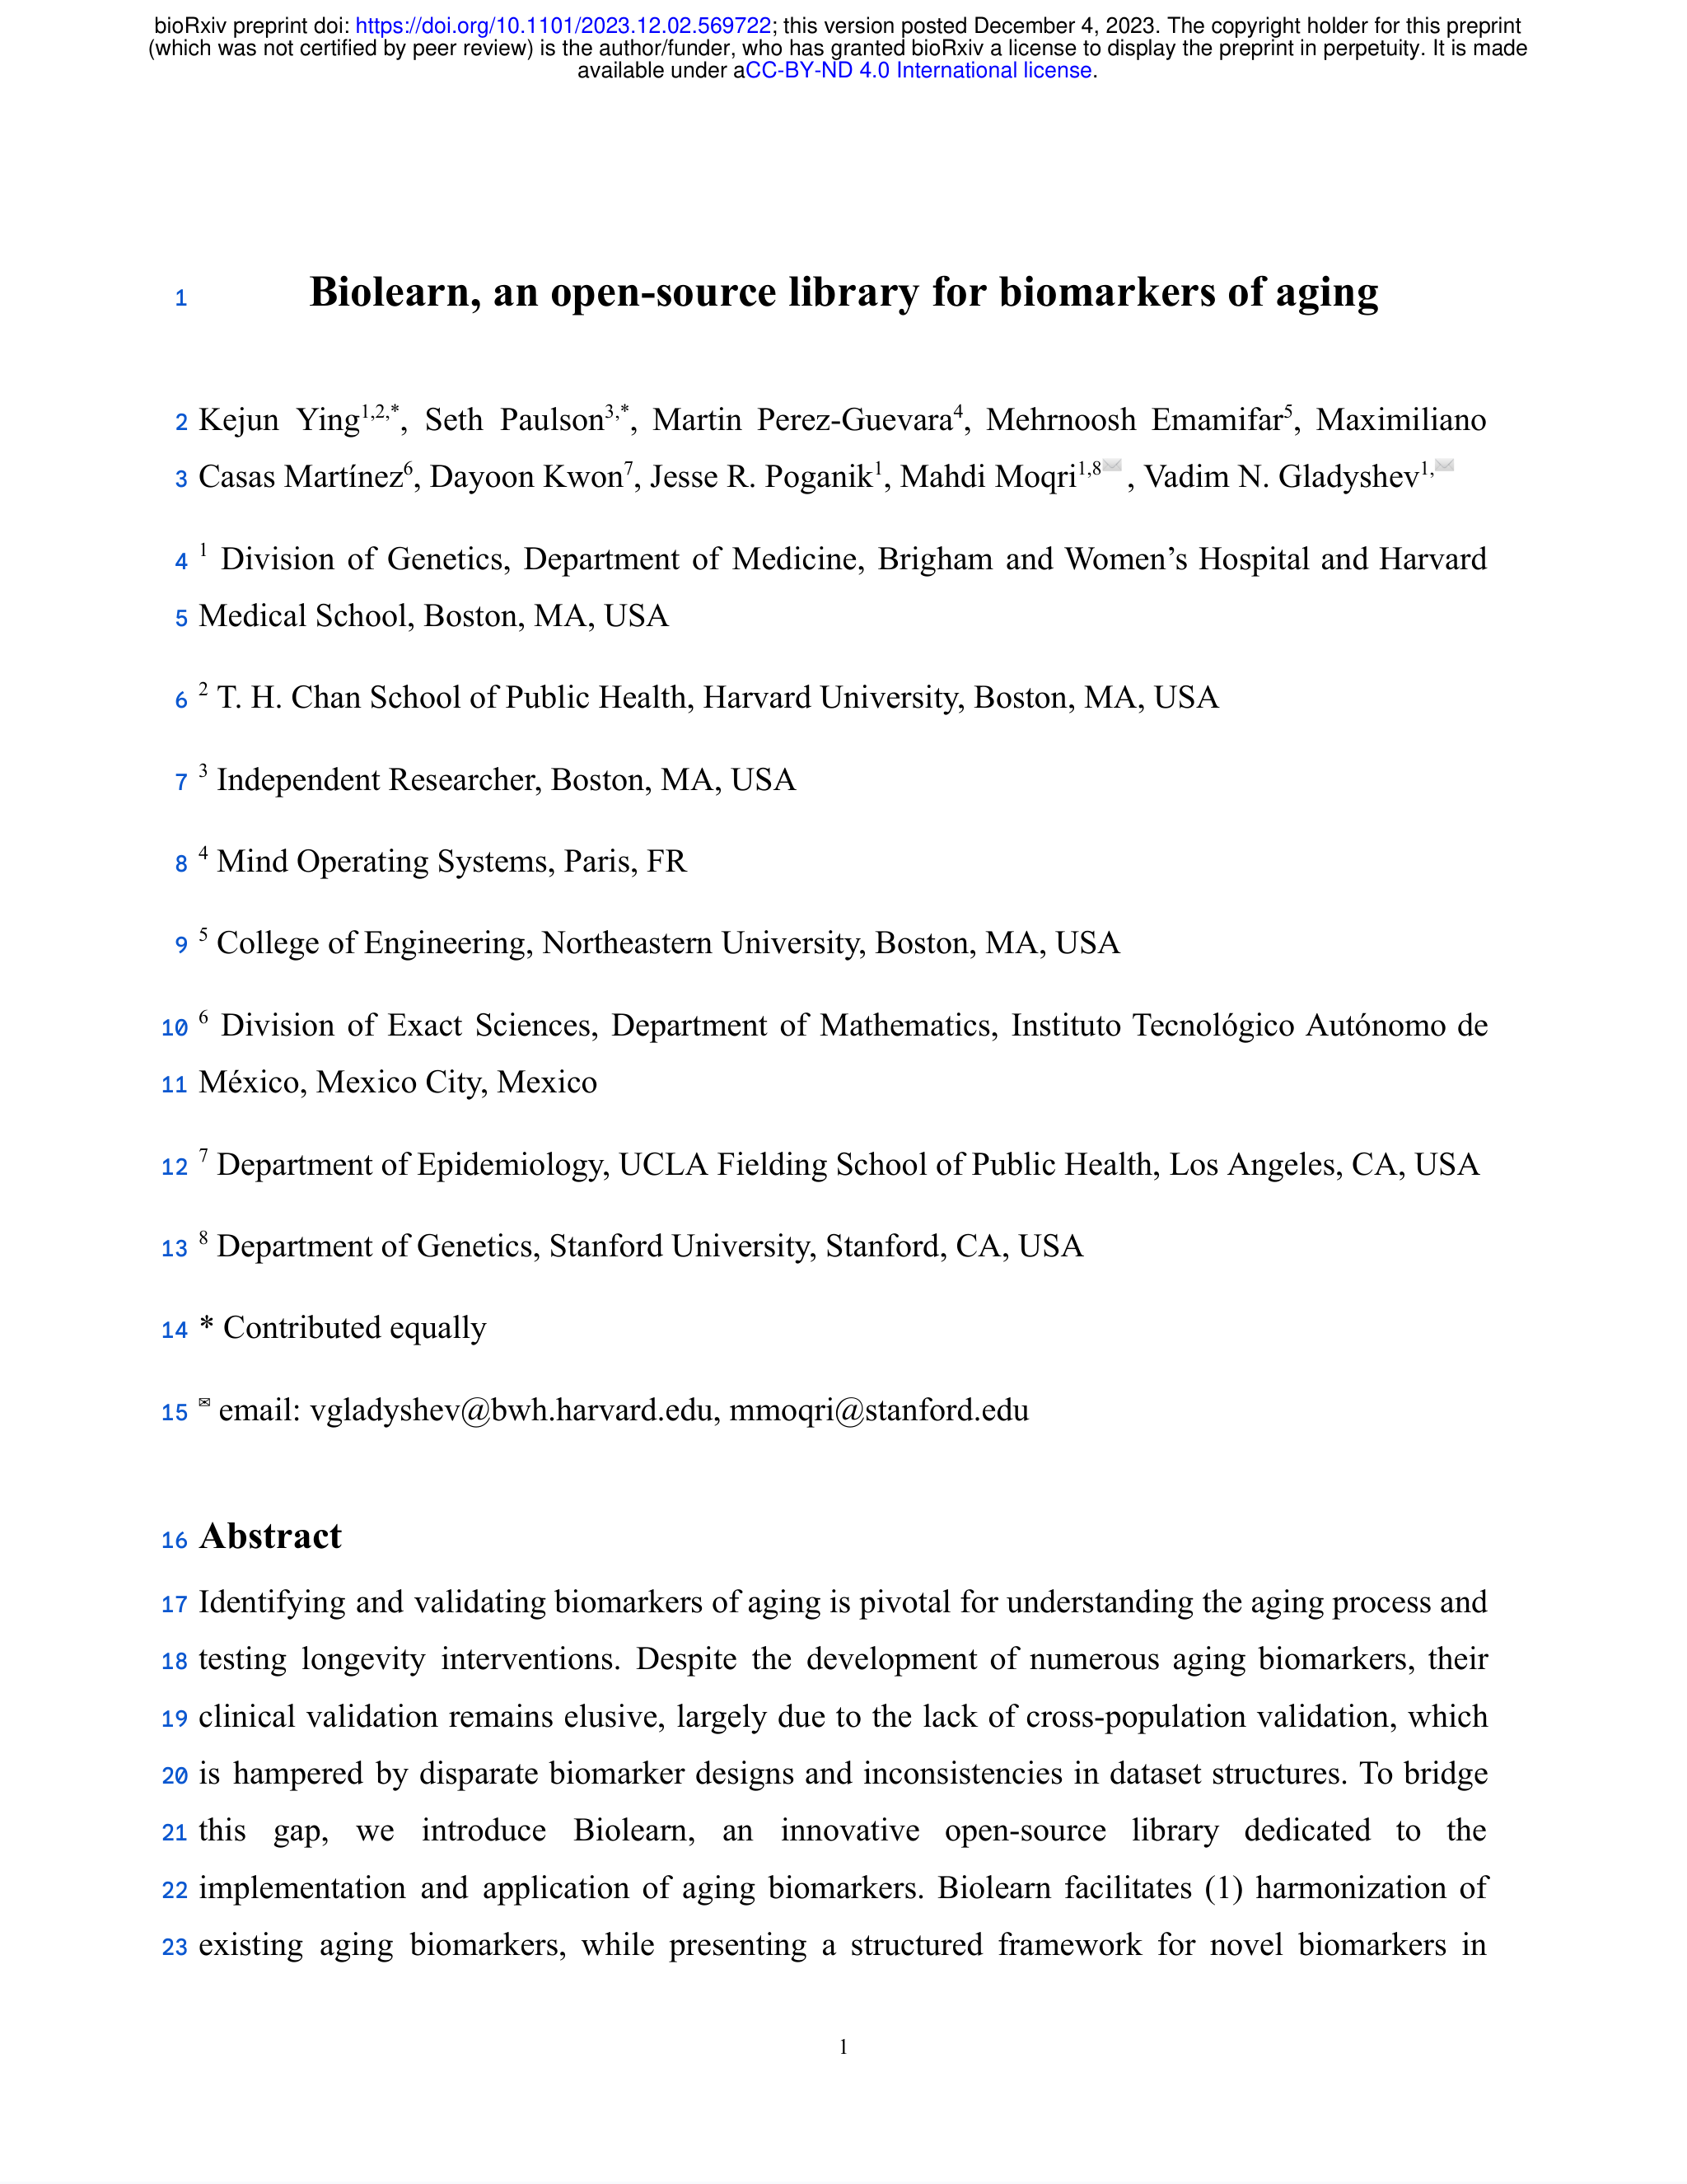 bioRxiv preprint doi: https://doi.org/10.1101/2023.12.02.569722; this version posted December 4, 2023. The copyright holder for this preprint
(which was not certified by peer review) is the author/funder, who has granted bioRxiv a license to display the preprint in perpetuity. It is made
available under aCC-BY-ND 4.0 International license.
1 Biolearn, an open-source library for biomarkers of aging
2 Kejun Ying1,2,*, Seth Paulson3,*, Martin Perez-Guevara4, Mehrnoosh Emamifar5, Maximiliano
3 Casas Martínez6, Dayoon Kwon7, Jesse R. Poganik1, Mahdi Moqri1,8✉ , Vadim N. Gladyshev1,✉
4 1 Division of Genetics, Department of Medicine, Brigham and Women’s Hospital and Harvard
5 Medical School, Boston, MA, USA
6 2 T. H. Chan School of Public Health, Harvard University, Boston, MA, USA
7 3 Independent Researcher, Boston, MA, USA
8 4 Mind Operating Systems, Paris, FR
9 5 College of Engineering, Northeastern University, Boston, MA, USA
10 6 Division of Exact Sciences, Department of Mathematics, Instituto Tecnológico Autónomo de
11 México, Mexico City, Mexico
12 7 Department of Epidemiology, UCLA Fielding School of Public Health, Los Angeles, CA, USA
13 8 Department of Genetics, Stanford University, Stanford, CA, USA
14 * Contributed equally
15 ✉ email: vgladyshev@bwh.harvard.edu, mmoqri@stanford.edu
16 Abstract
17 Identifying and validating biomarkers of aging is pivotal for understanding the aging process and
18 testing longevity interventions. Despite the development of numerous aging biomarkers, their
19 clinical validation remains elusive, largely due to the lack of cross-population validation, which
20 is hampered by disparate biomarker designs and inconsistencies in dataset structures. To bridge
21 this gap, we introduce Biolearn, an innovative open-source library dedicated to the
22 implementation and application of aging biomarkers. Biolearn facilitates (1) harmonization of
23 existing aging biomarkers, while presenting a structured framework for novel biomarkers in
1